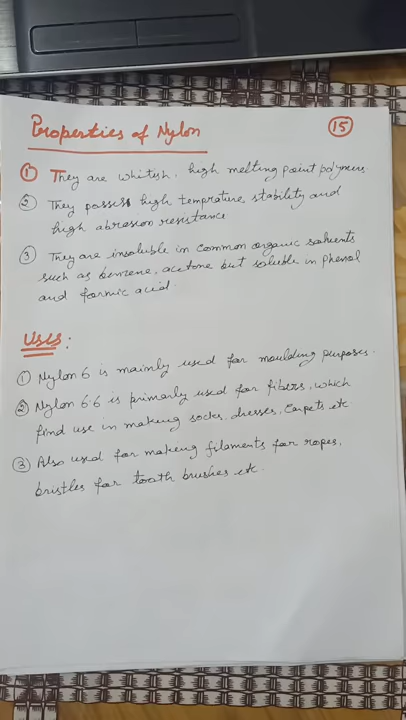 Properties of Nylon
15
① They are whitish, high melting point polymers.
② They possess high temprature stability and
high abrasion resistance
③ They are insoluble in common organic solvents
such as benzene, acetone but soluble in phenol
and formic acid.
Uses:
① Nylon 6 is mainly used for moulding purposes.
② Nylon 6·6 is primarily used for fibers, which
find use in making socks, dresses, carpets etc.
③ Also used for making filaments for ropes,
bristles for tooth brushes etc.